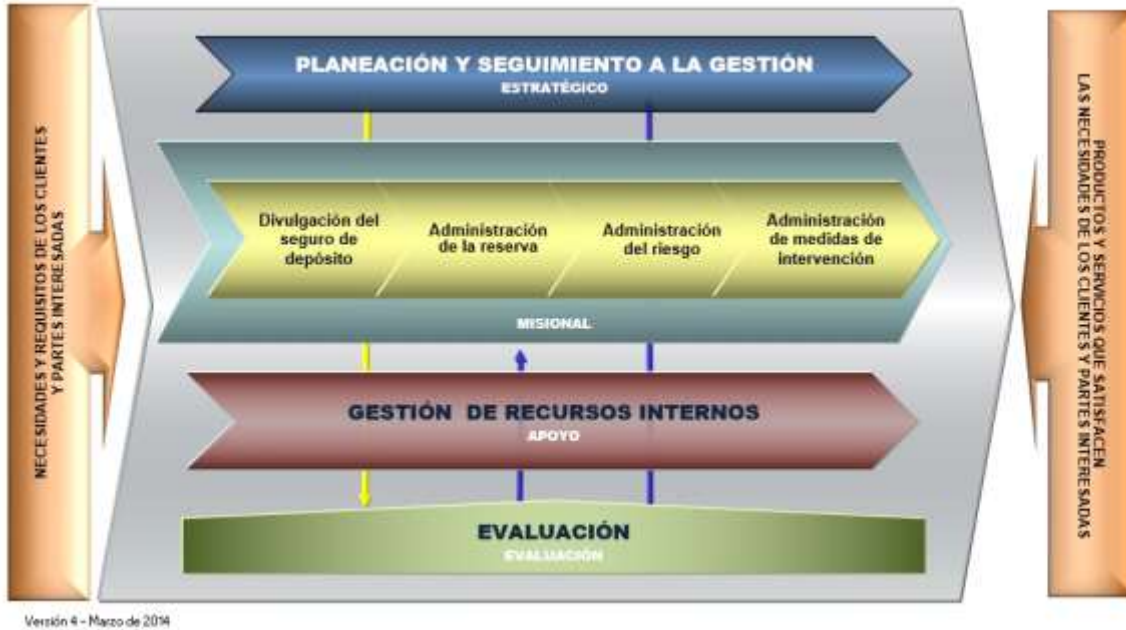 NECESIDADES Y REQUISITOS DE LOS CLIENTES
Y PARTES INTERESADAS
PLANEACIÓN Y SEGUIMIENTO A LA GESTIÓN
ESTRATÉGICO
Divulgación del
seguro de
depósito
Administración
de la reserva
Administración
del riesgo
Administración
de medidas de
intervención
MISIONAL
GESTIÓN DE RECURSOS INTERNOS
APOYO
EVALUACIÓN
EVALUACIÓN
PRODUCTOS Y SERVICIOS QUE SATISFACEN
LAS NECESIDADES DE LOS CLIENTES Y PARTES INTERESADAS
Versión 4 - Marzo de 2014